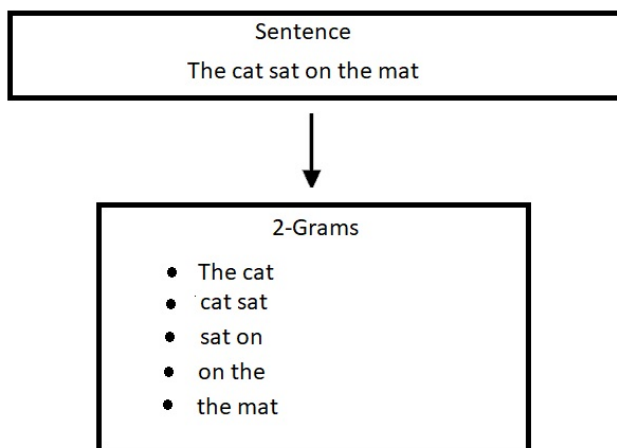 Sentence
The cat sat on the mat
2-Grams
• The cat
• cat sat
• sat on
• on the
• the mat